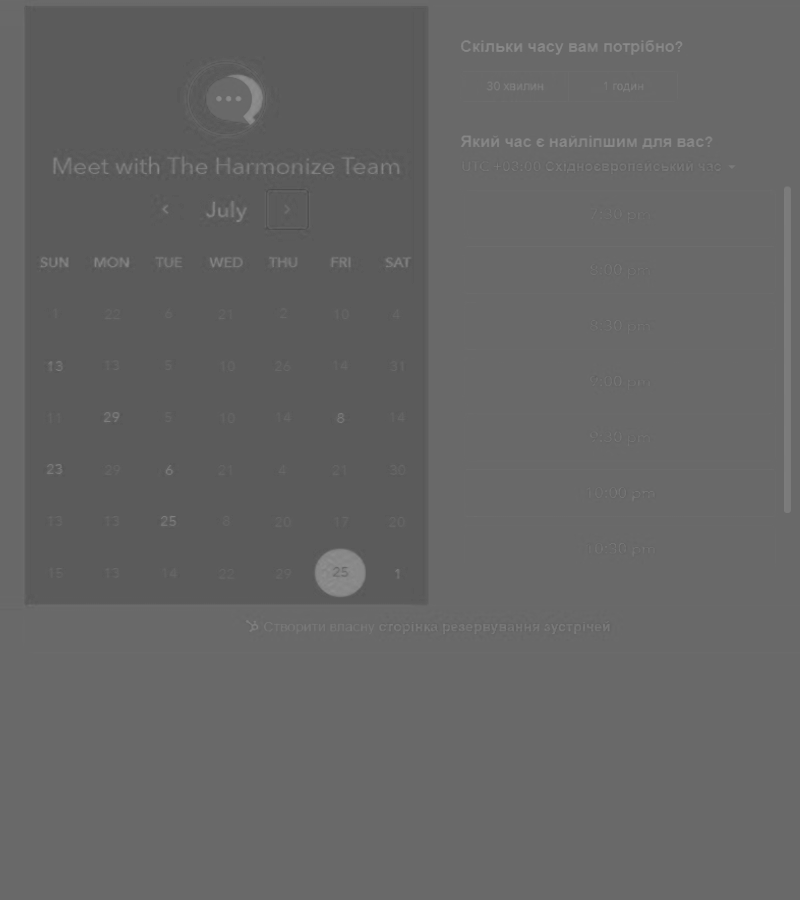 Meet with The Harmonize Team
July
SUN MON TUE WED THU FRI SAT
1 22 6 21 2 10 4
13 13 5 10 26 14 31
11 29 5 10 14 8 14
23 29 6 21 4 21 30
13 13 25 8 20 17 20
15 13 14 22 29 25 1
Скільки часу вам потрібно?
30 хвилин 1 годин
Який час є найліпшим для вас?
UTC +02:00 Східноєвропейський час
7:30 pm
8:00 pm
8:30 pm
9:00 pm
9:30 pm
10:00 pm
10:30 pm
Створити власну сторінка резервування зустрічей